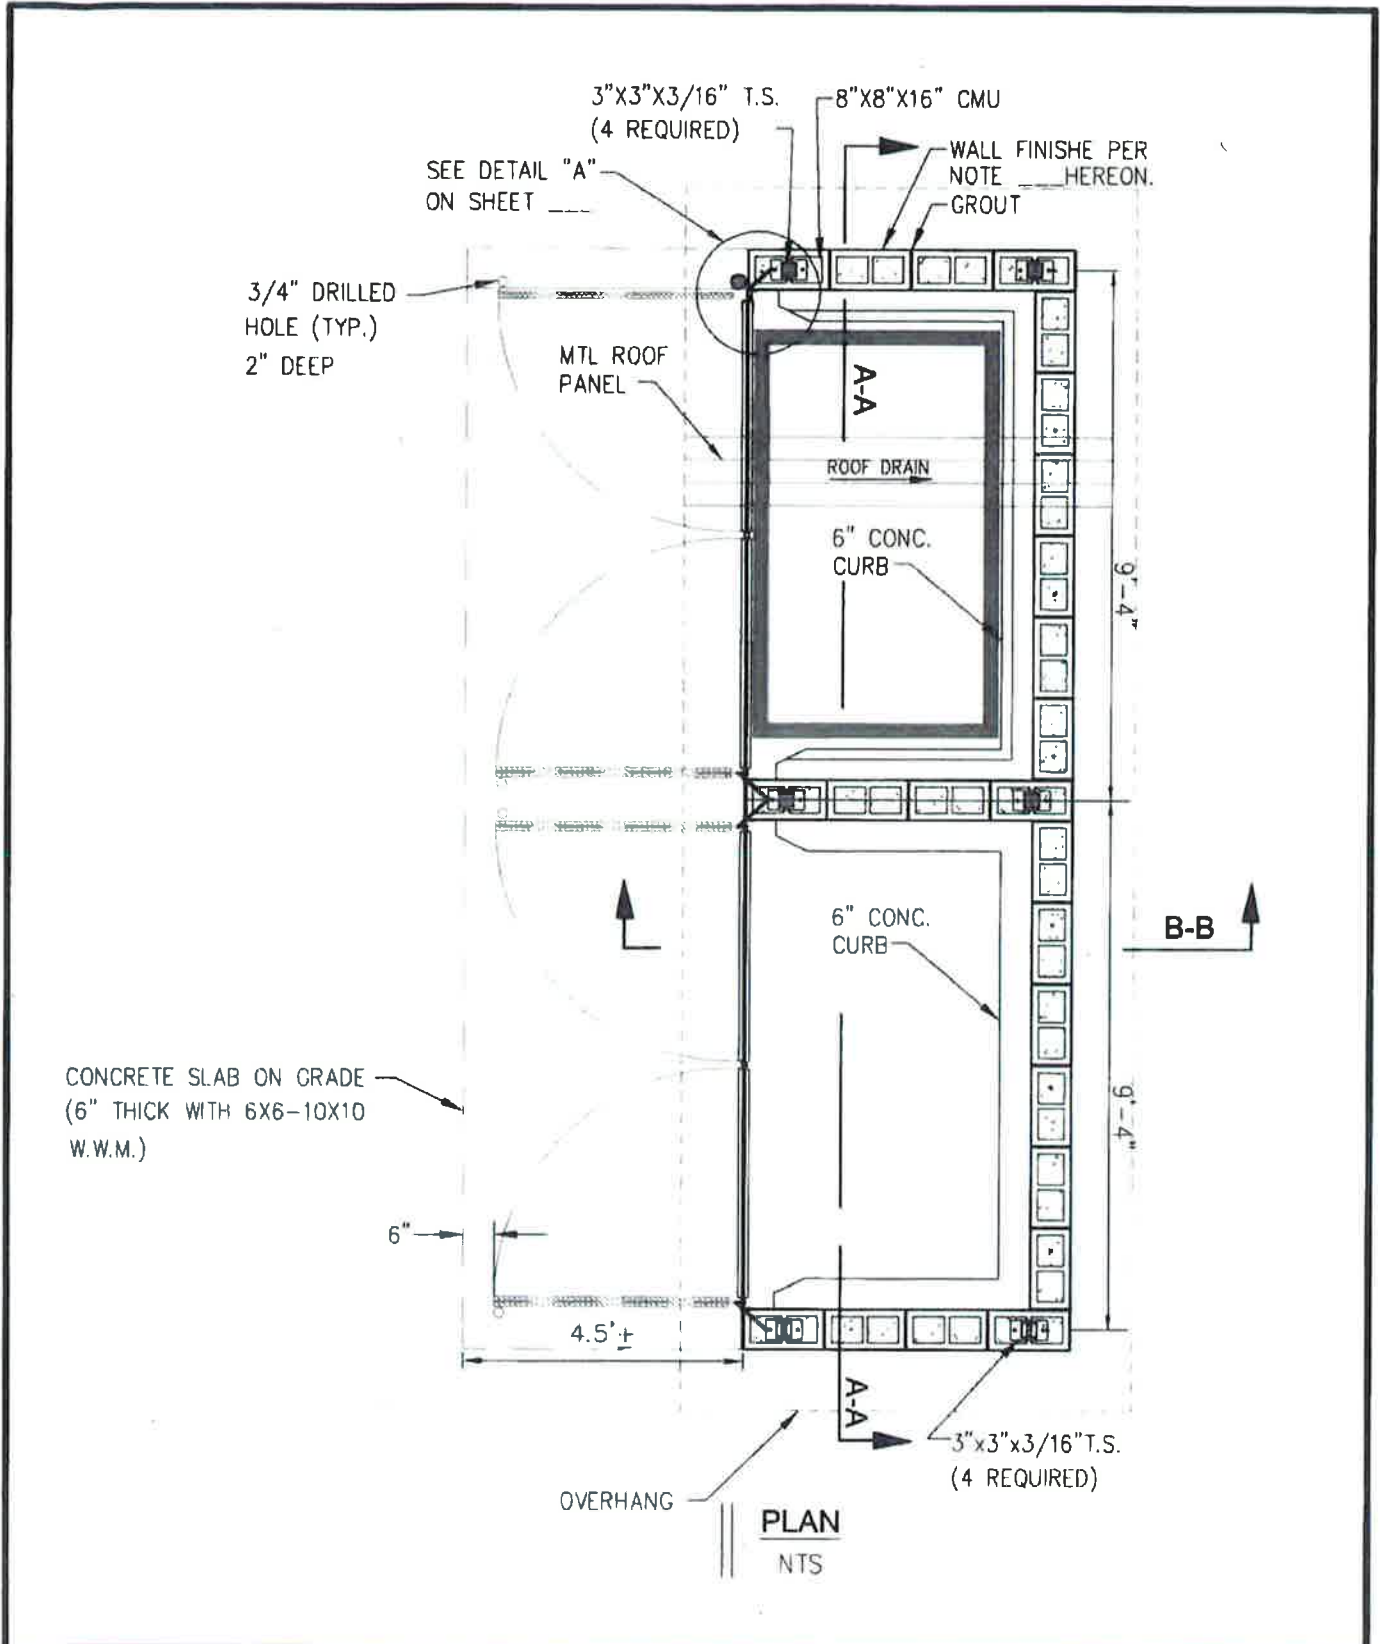 3"X3"X3/16" T.S.
(4 REQUIRED)
8"X8"X16" CMU
WALL FINISHE PER
NOTE ___HEREON.
GROUT
SEE DETAIL "A"
ON SHEET ___
3/4" DRILLED
HOLE (TYP.)
2" DEEP
MTL ROOF
PANEL
A-A
ROOF DRAIN
6" CONC.
CURB
9'-4"
6" CONC.
CURB
B-B
CONCRETE SLAB ON GRADE
(6" THICK WITH 6X6-10X10
W.W.M.)
9'-4"
6"
4.5'±
A-A
3"x3"x3/16"T.S.
(4 REQUIRED)
OVERHANG
PLAN
NTS